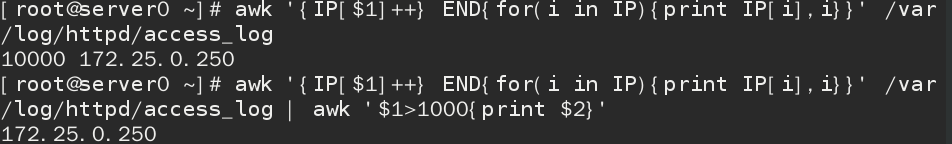 [root@server0 ~]# awk '{IP[$1]++} END{for(i in IP){print IP[i],i}}' /var
/log/httpd/access_log
10000 172.25.0.250
[root@server0 ~]# awk '{IP[$1]++} END{for(i in IP){print IP[i],i}}' /var
/log/httpd/access_log | awk '$1>1000{print $2}'
172.25.0.250